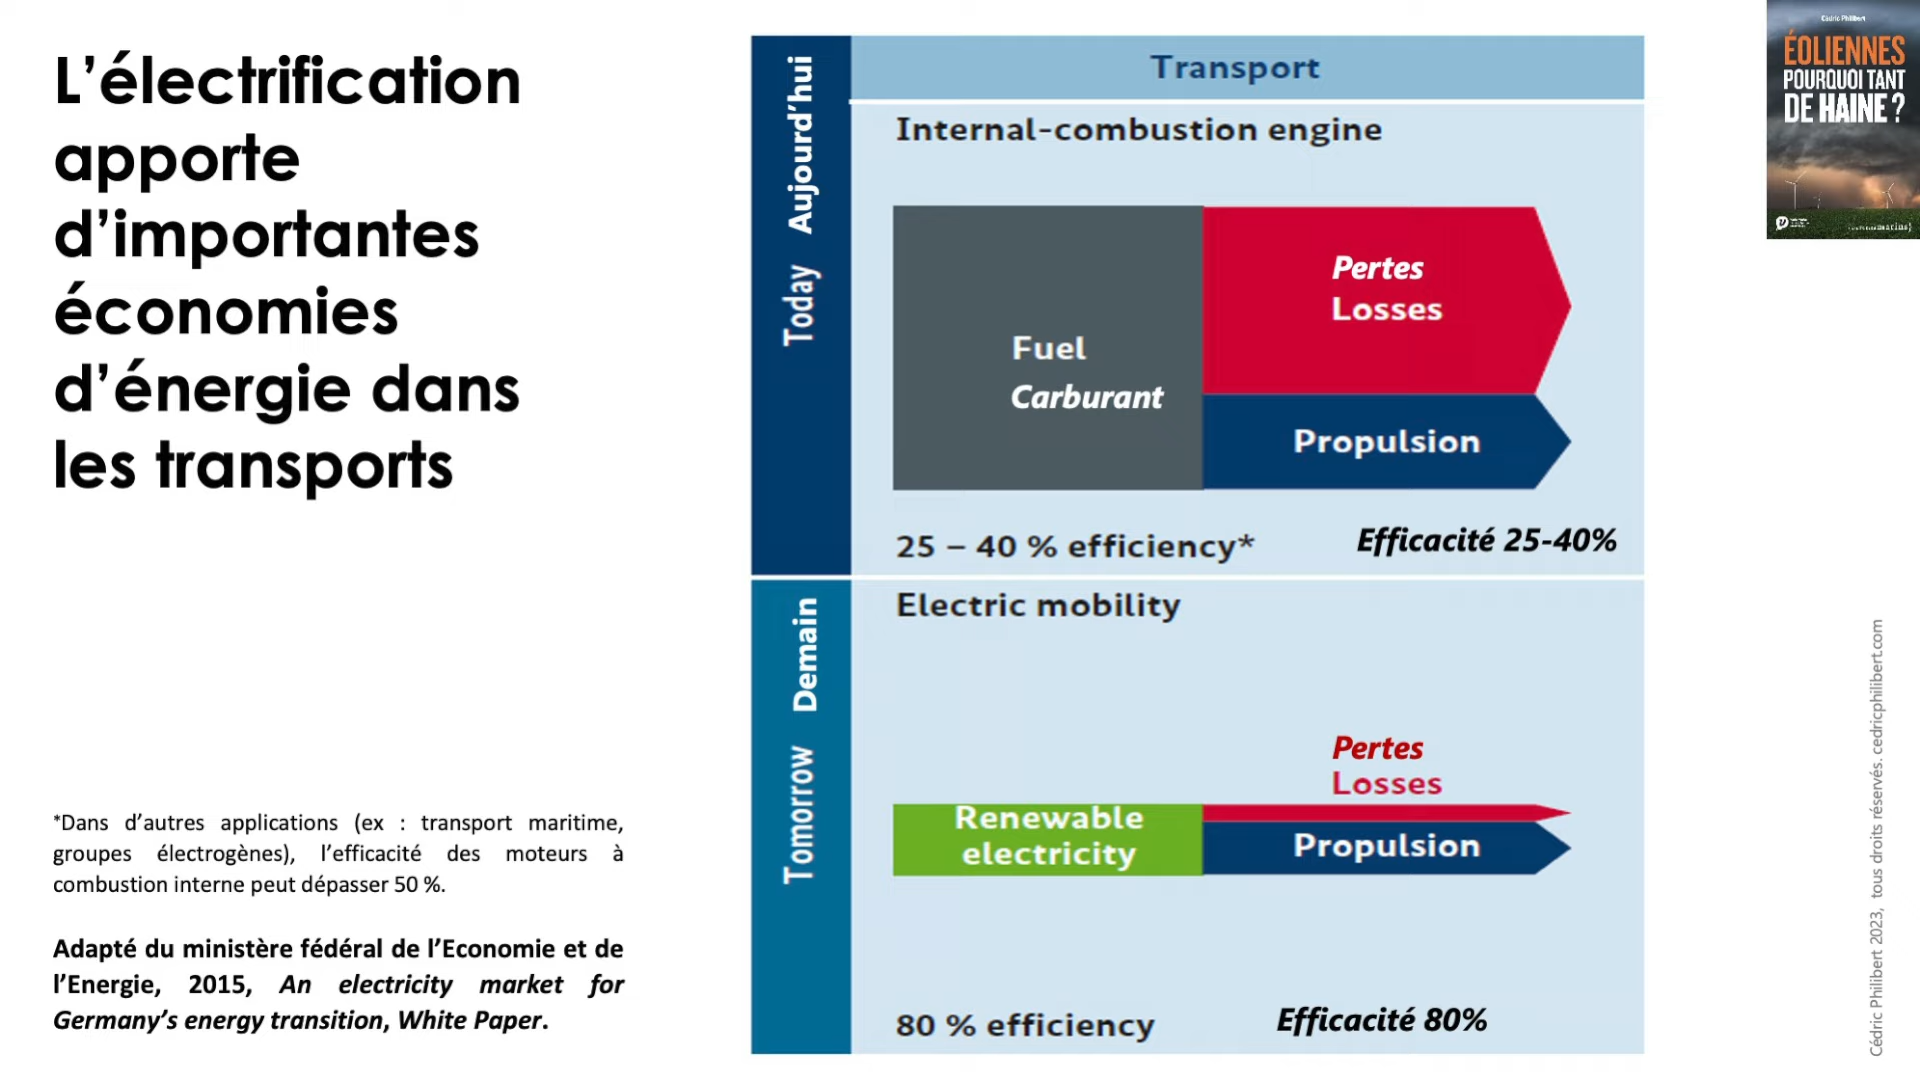 L'électrification
apporte
d'importantes
économies
d'énergie dans
les transports
*Dans d'autres applications (ex : transport maritime,
groupes électrogènes), l'efficacité des moteurs à
combustion interne peut dépasser 50 %.
Adapté du ministère fédéral de l'Economie et de
l'Energie, 2015, An electricity market for
Germany's energy transition, White Paper.
Transport
Today Aujourd'hui
Internal-combustion engine
Fuel
Carburant
Pertes
Losses
Propulsion
25 – 40 % efficiency*
Efficacité 25-40%
Tomorrow Demain
Electric mobility
Renewable
electricity
Pertes
Losses
Propulsion
80 % efficiency
Efficacité 80%
Cédric Philibert
ÉOLIENNES
POURQUOI TANT
DE HAINE ?
Cédric Philibert 2023, tous droits réservés. cedricphilibert.com